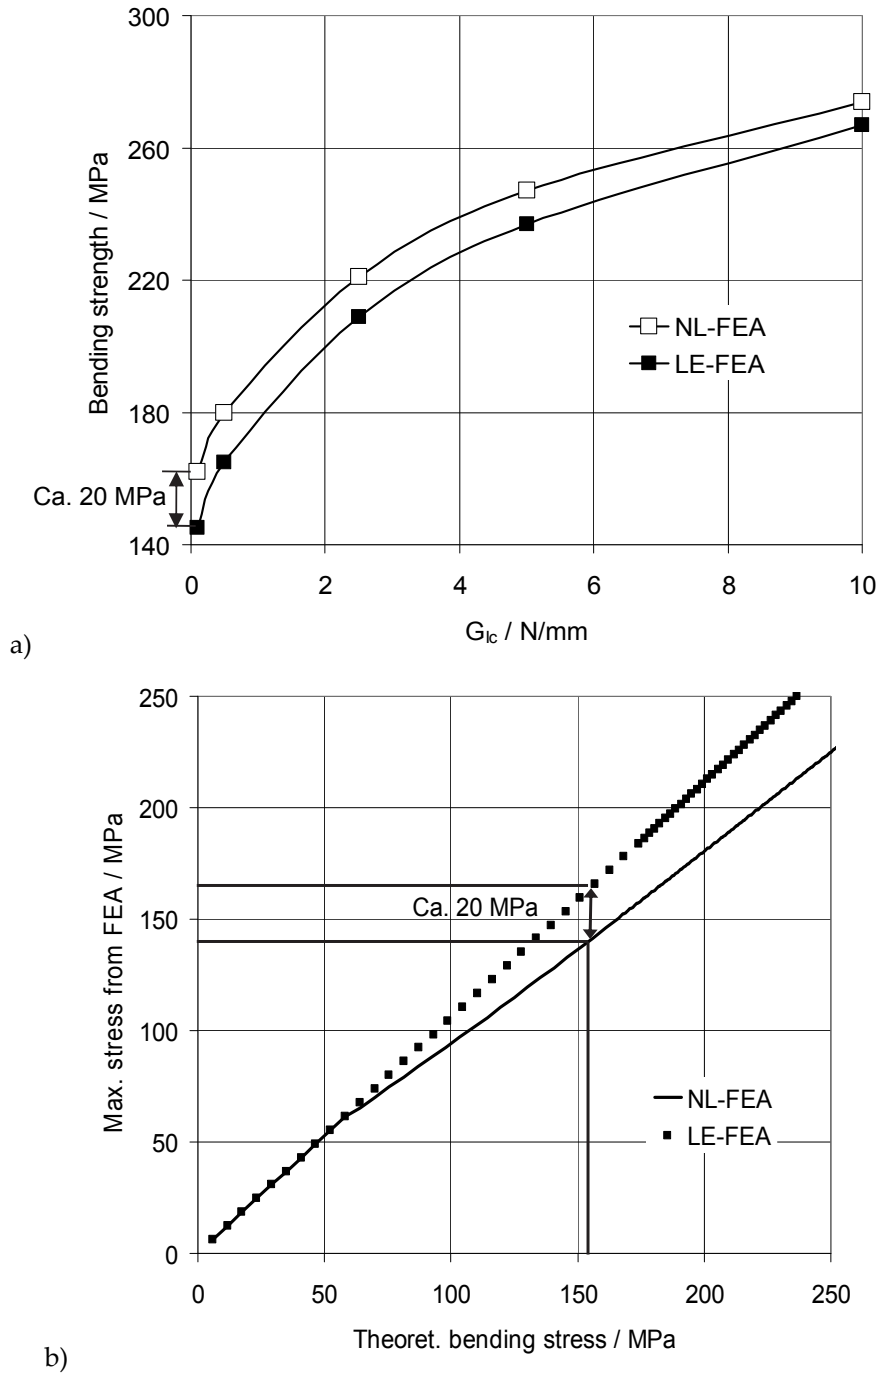 300
260
220
180
140
Bending strength / MPa
Ca. 20 MPa
NL-FEA
LE-FEA
0 2 4 6 8 10
G_Ic / N/mm
a)
250
200
150
100
50
0
Max. stress from FEA / MPa
Ca. 20 MPa
NL-FEA
LE-FEA
0 50 100 150 200 250
Theoret. bending stress / MPa
b)